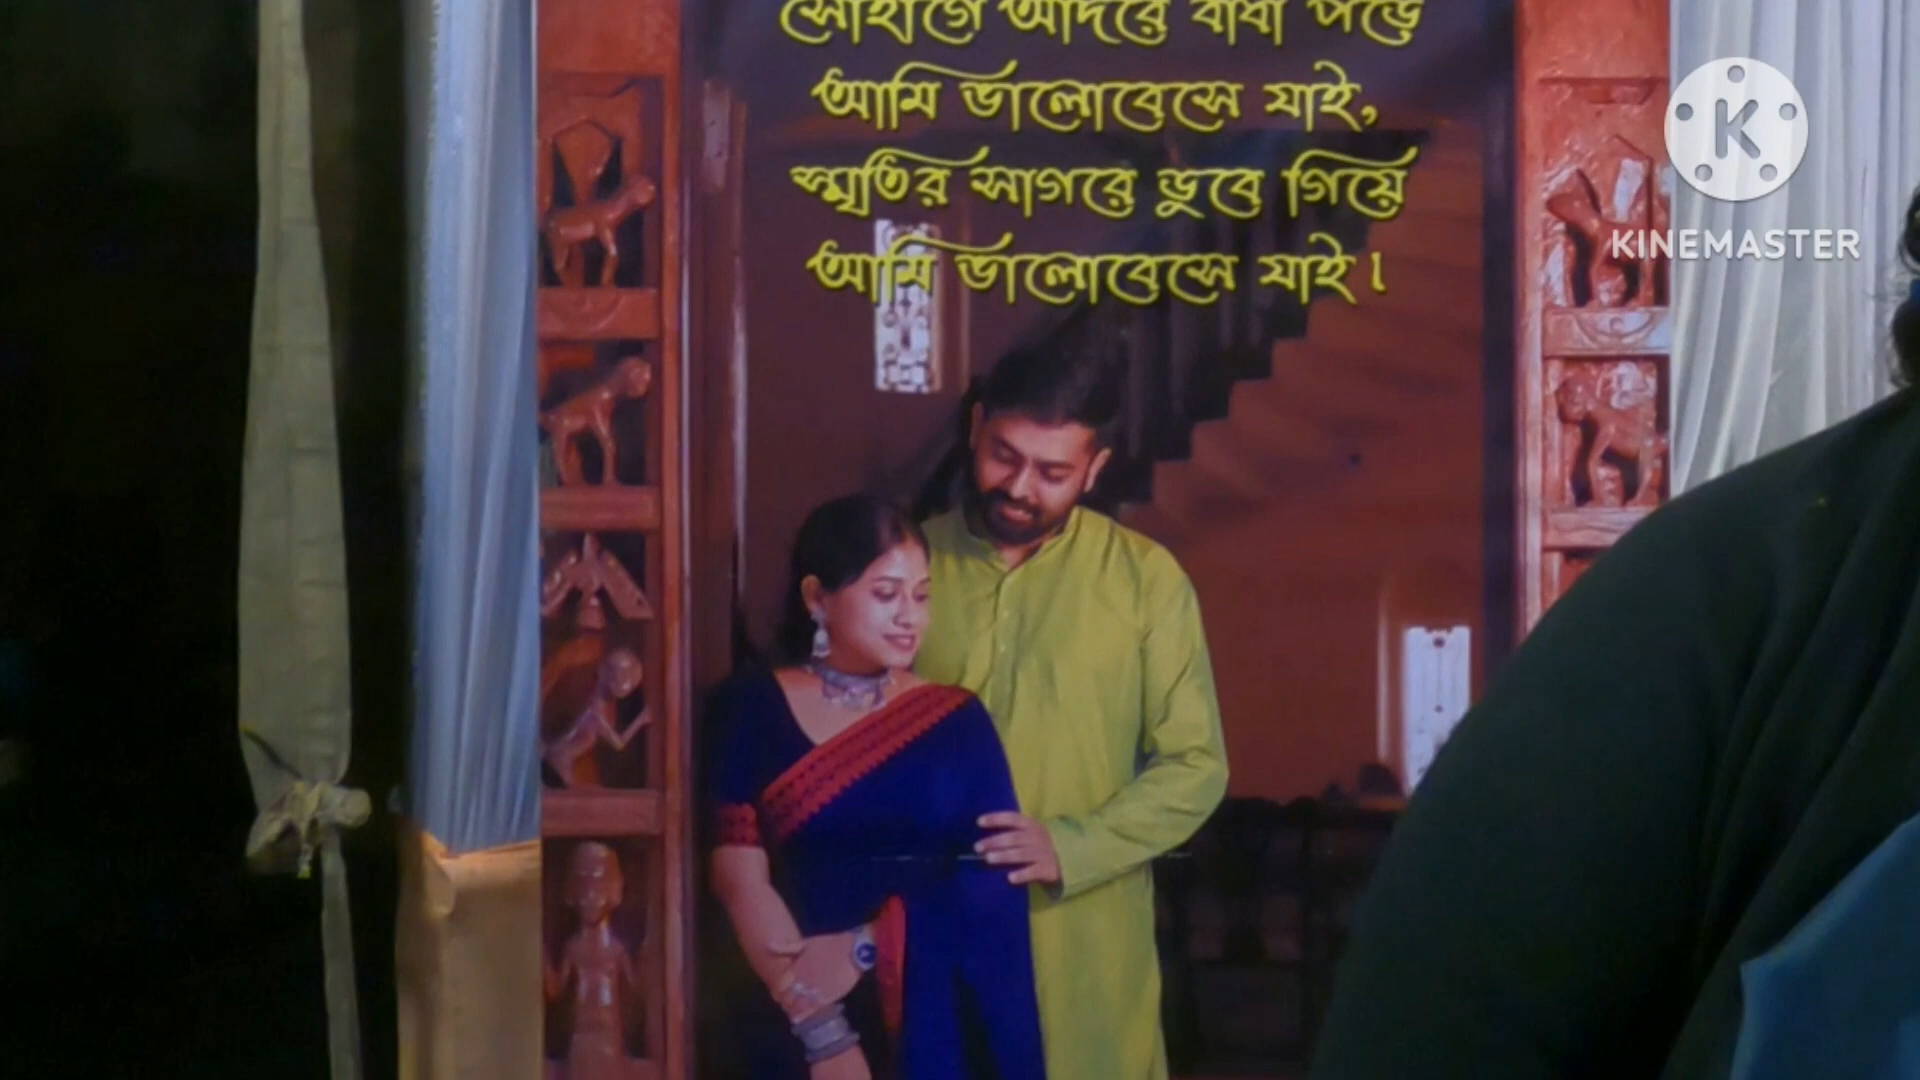 সোহাগে আদরে বাধা পড়ে
আমি ভালোবেসে যাই,
স্মৃতির সাগরে ডুবে গিয়ে
আমি ভালোবেসে যাই।
K
KINEMASTER